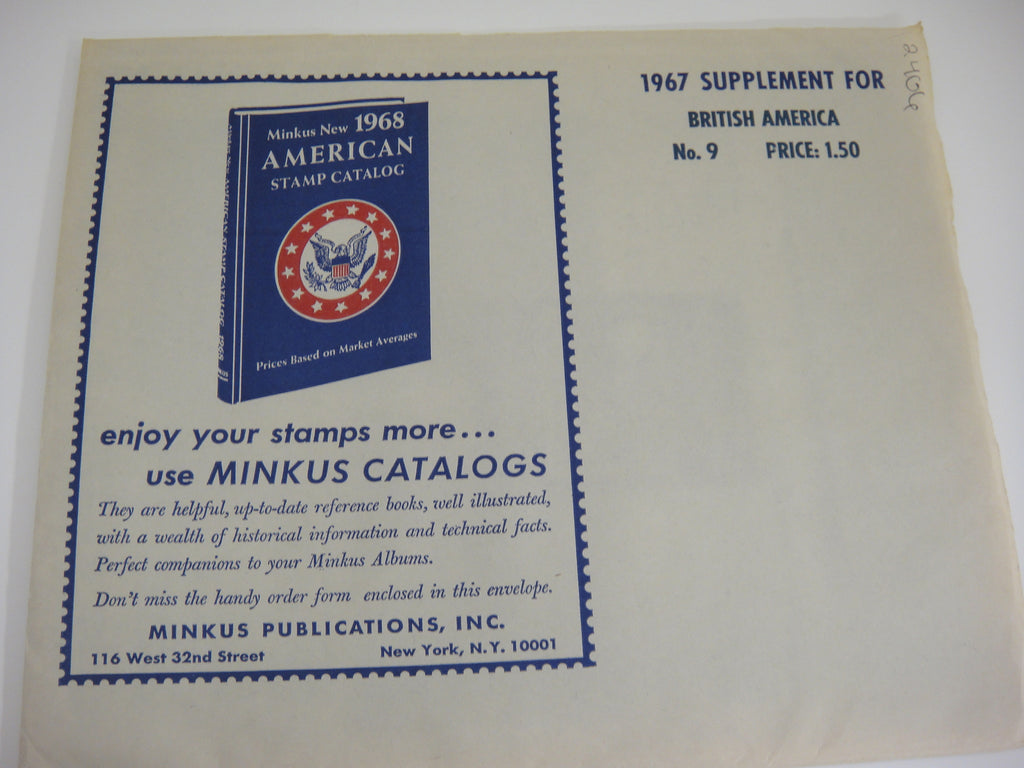 1967 SUPPLEMENT FOR
BRITISH AMERICA
No. 9 PRICE: 1.50
Minkus New 1968
AMERICAN
STAMP CATALOG
Prices Based on Market Averages
enjoy your stamps more...
use MINKUS CATALOGS
They are helpful, up-to-date reference books, well illustrated,
with a wealth of historical information and technical facts.
Perfect companions to your Minkus Albums.
Don't miss the handy order form enclosed in this envelope.
MINKUS PUBLICATIONS, INC.
116 West 32nd Street New York, N.Y. 10001